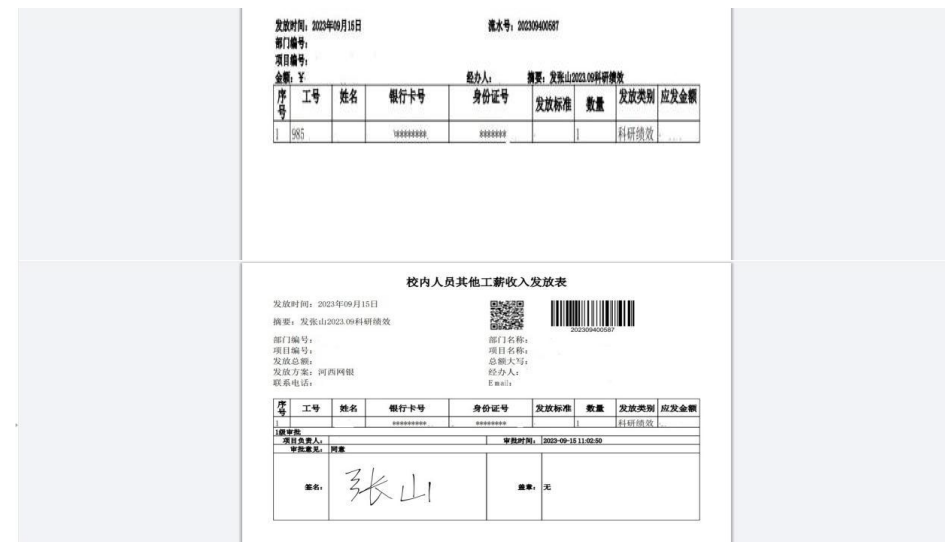 发放时间：2023年09月15日 流水号：202309400587
部门编号：
项目编号：
金额：¥ 经办人： 摘要：发张山2023.09科研绩效
序号 工号 姓名 银行卡号 身份证号 发放标准 数量 发放类别 应发金额
1 985 ******** ******* 1 科研绩效
校内人员其他工薪收入发放表
发放时间：2023年09月15日
摘要：发张山2023.09科研绩效
202309400587
部门编号： 部门名称：
项目编号： 项目名称：
发放总额： 总额大写：
发放方案：河西网银 经办人：
联系电话： Email：
序号 工号 姓名 银行卡号 身份证号 发放标准 数量 发放类别 应发金额
1 ********* ******** 1 科研绩效
1级审批
项目负责人： 审批时间： 2023-09-15 11:02:50
审批意见： 同意
签名： 张山 盖章： 无